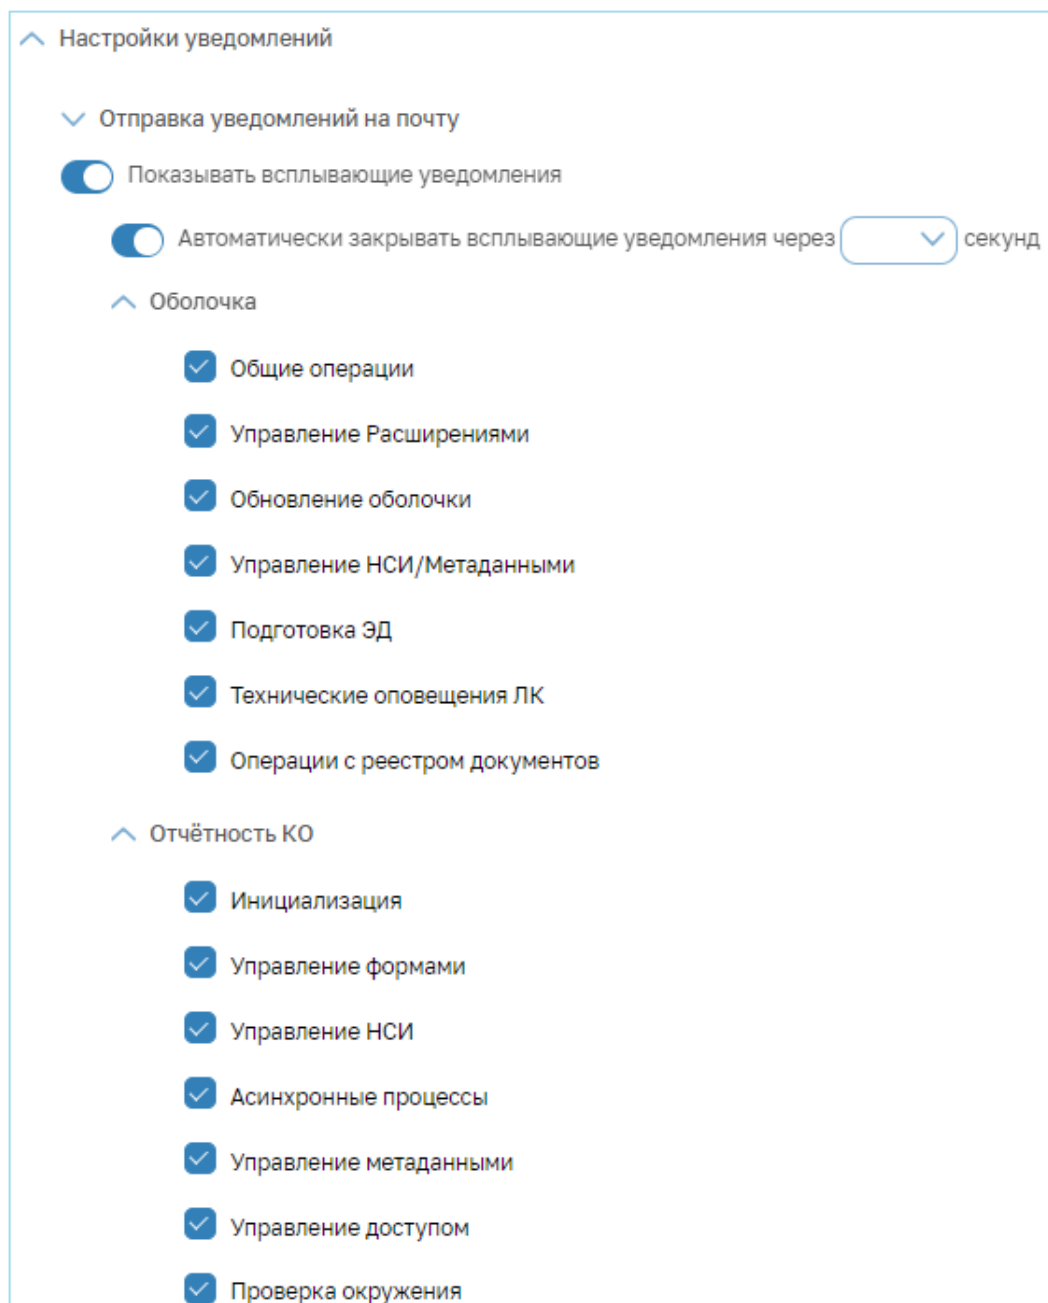 Настройки уведомлений
Отправка уведомлений на почту
Показывать всплывающие уведомления
Автоматически закрывать всплывающие уведомления через секунд
Оболочка
Общие операции
Управление Расширениями
Обновление оболочки
Управление НСИ/Метаданными
Подготовка ЭД
Технические оповещения ЛК
Операции с реестром документов
Отчётность КО
Инициализация
Управление формами
Управление НСИ
Асинхронные процессы
Управление метаданными
Управление доступом
Проверка окружения